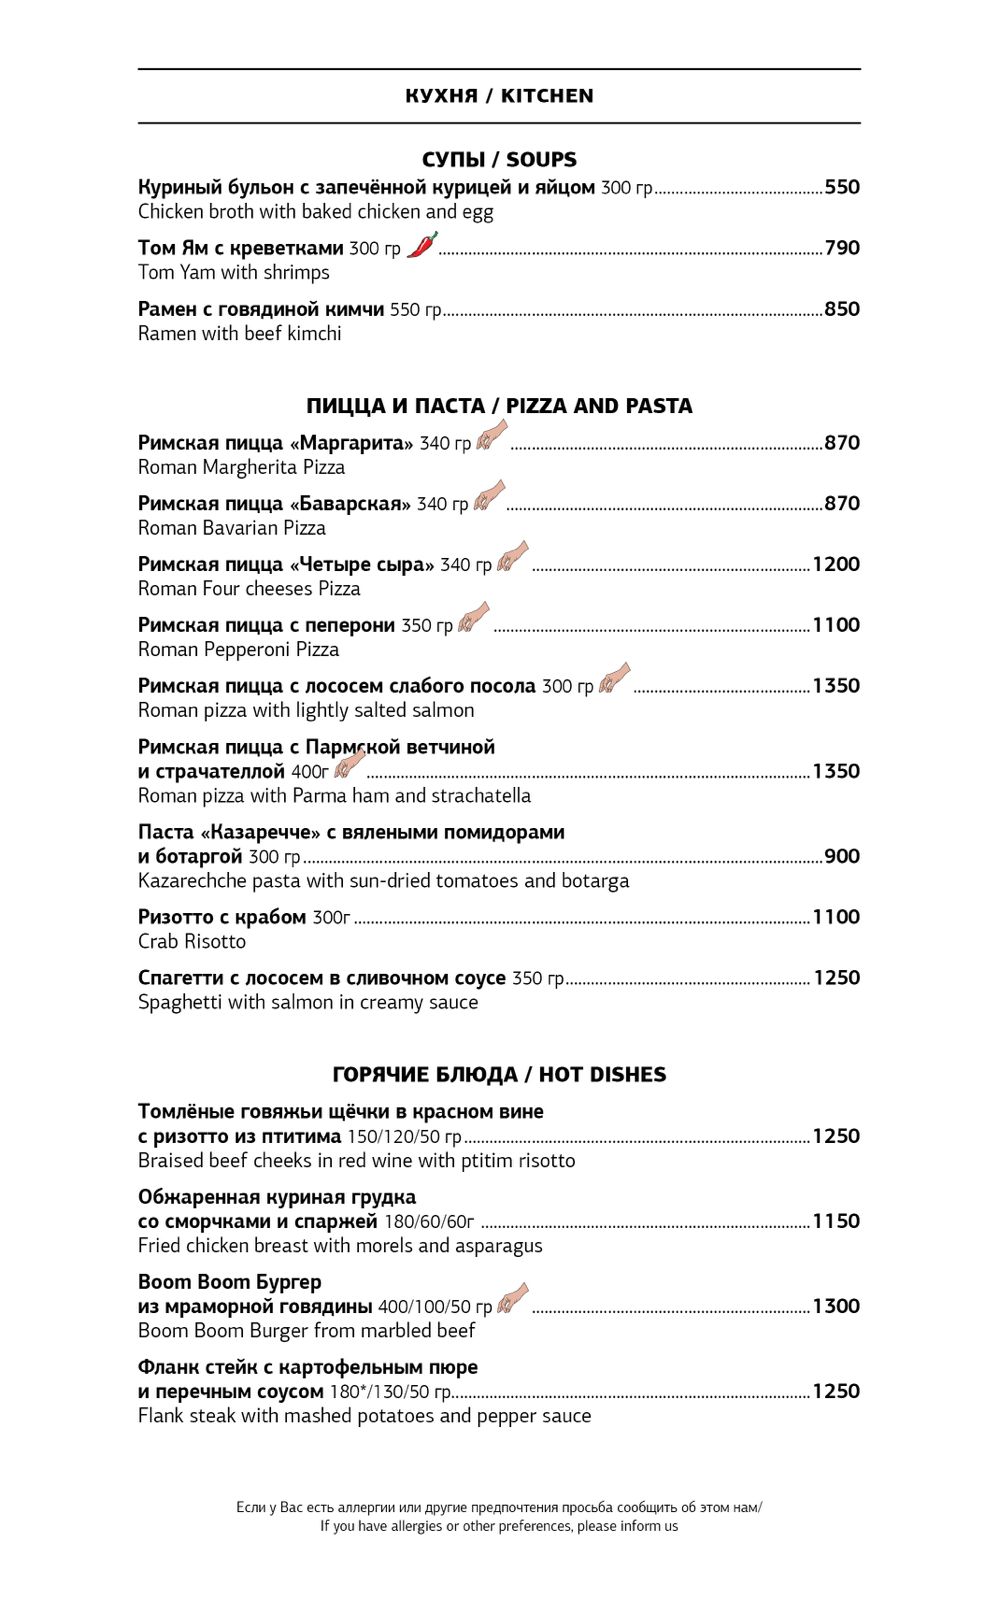 КУХНЯ / KITCHEN
СУПЫ / SOUPS
Куриный бульон с запечённой курицей и яйцом 300 гр........................................550
Chicken broth with baked chicken and egg
Том Ям с креветками 300 гр ........................................790
Tom Yam with shrimps
Рамен с говядиной кимчи 550 гр........................................850
Ramen with beef kimchi
ПИЦЦА И ПАСТА / PIZZA AND PASTA
Римская пицца «Маргарита» 340 гр ........................................870
Roman Margherita Pizza
Римская пицца «Баварская» 340 гр ........................................870
Roman Bavarian Pizza
Римская пицца «Четыре сыра» 340 гр ........................................1200
Roman Four cheeses Pizza
Римская пицца с пеперони 350 гр ........................................1100
Roman Pepperoni Pizza
Римская пицца с лососем слабого посола 300 гр ........................................1350
Roman pizza with lightly salted salmon
Римская пицца с Пармской ветчиной
и страчателлой 400г ........................................1350
Roman pizza with Parma ham and strachatella
Паста «Казаречче» с вялеными помидорами
и ботаргой 300 гр........................................900
Kazarechche pasta with sun-dried tomatoes and botarga
Ризотто с крабом 300г ........................................1100
Crab Risotto
Спагетти с лососем в сливочном соусе 350 гр........................................1250
Spaghetti with salmon in creamy sauce
ГОРЯЧИЕ БЛЮДА / HOT DISHES
Томлёные говяжьи щёчки в красном вине
с ризотто из птитима 150/120/50 гр........................................1250
Braised beef cheeks in red wine with ptitim risotto
Обжаренная куриная грудка
со сморчками и спаржей 180/60/60г ........................................1150
Fried chicken breast with morels and asparagus
Boom Boom Бургер
из мраморной говядины 400/100/50 гр ........................................1300
Boom Boom Burger from marbled beef
Фланк стейк с картофельным пюре
и перечным соусом 180*/130/50 гр........................................1250
Flank steak with mashed potatoes and pepper sauce
Если у Вас есть аллергии или другие предпочтения просьба сообщить об этом нам/
If you have allergies or other preferences, please inform us